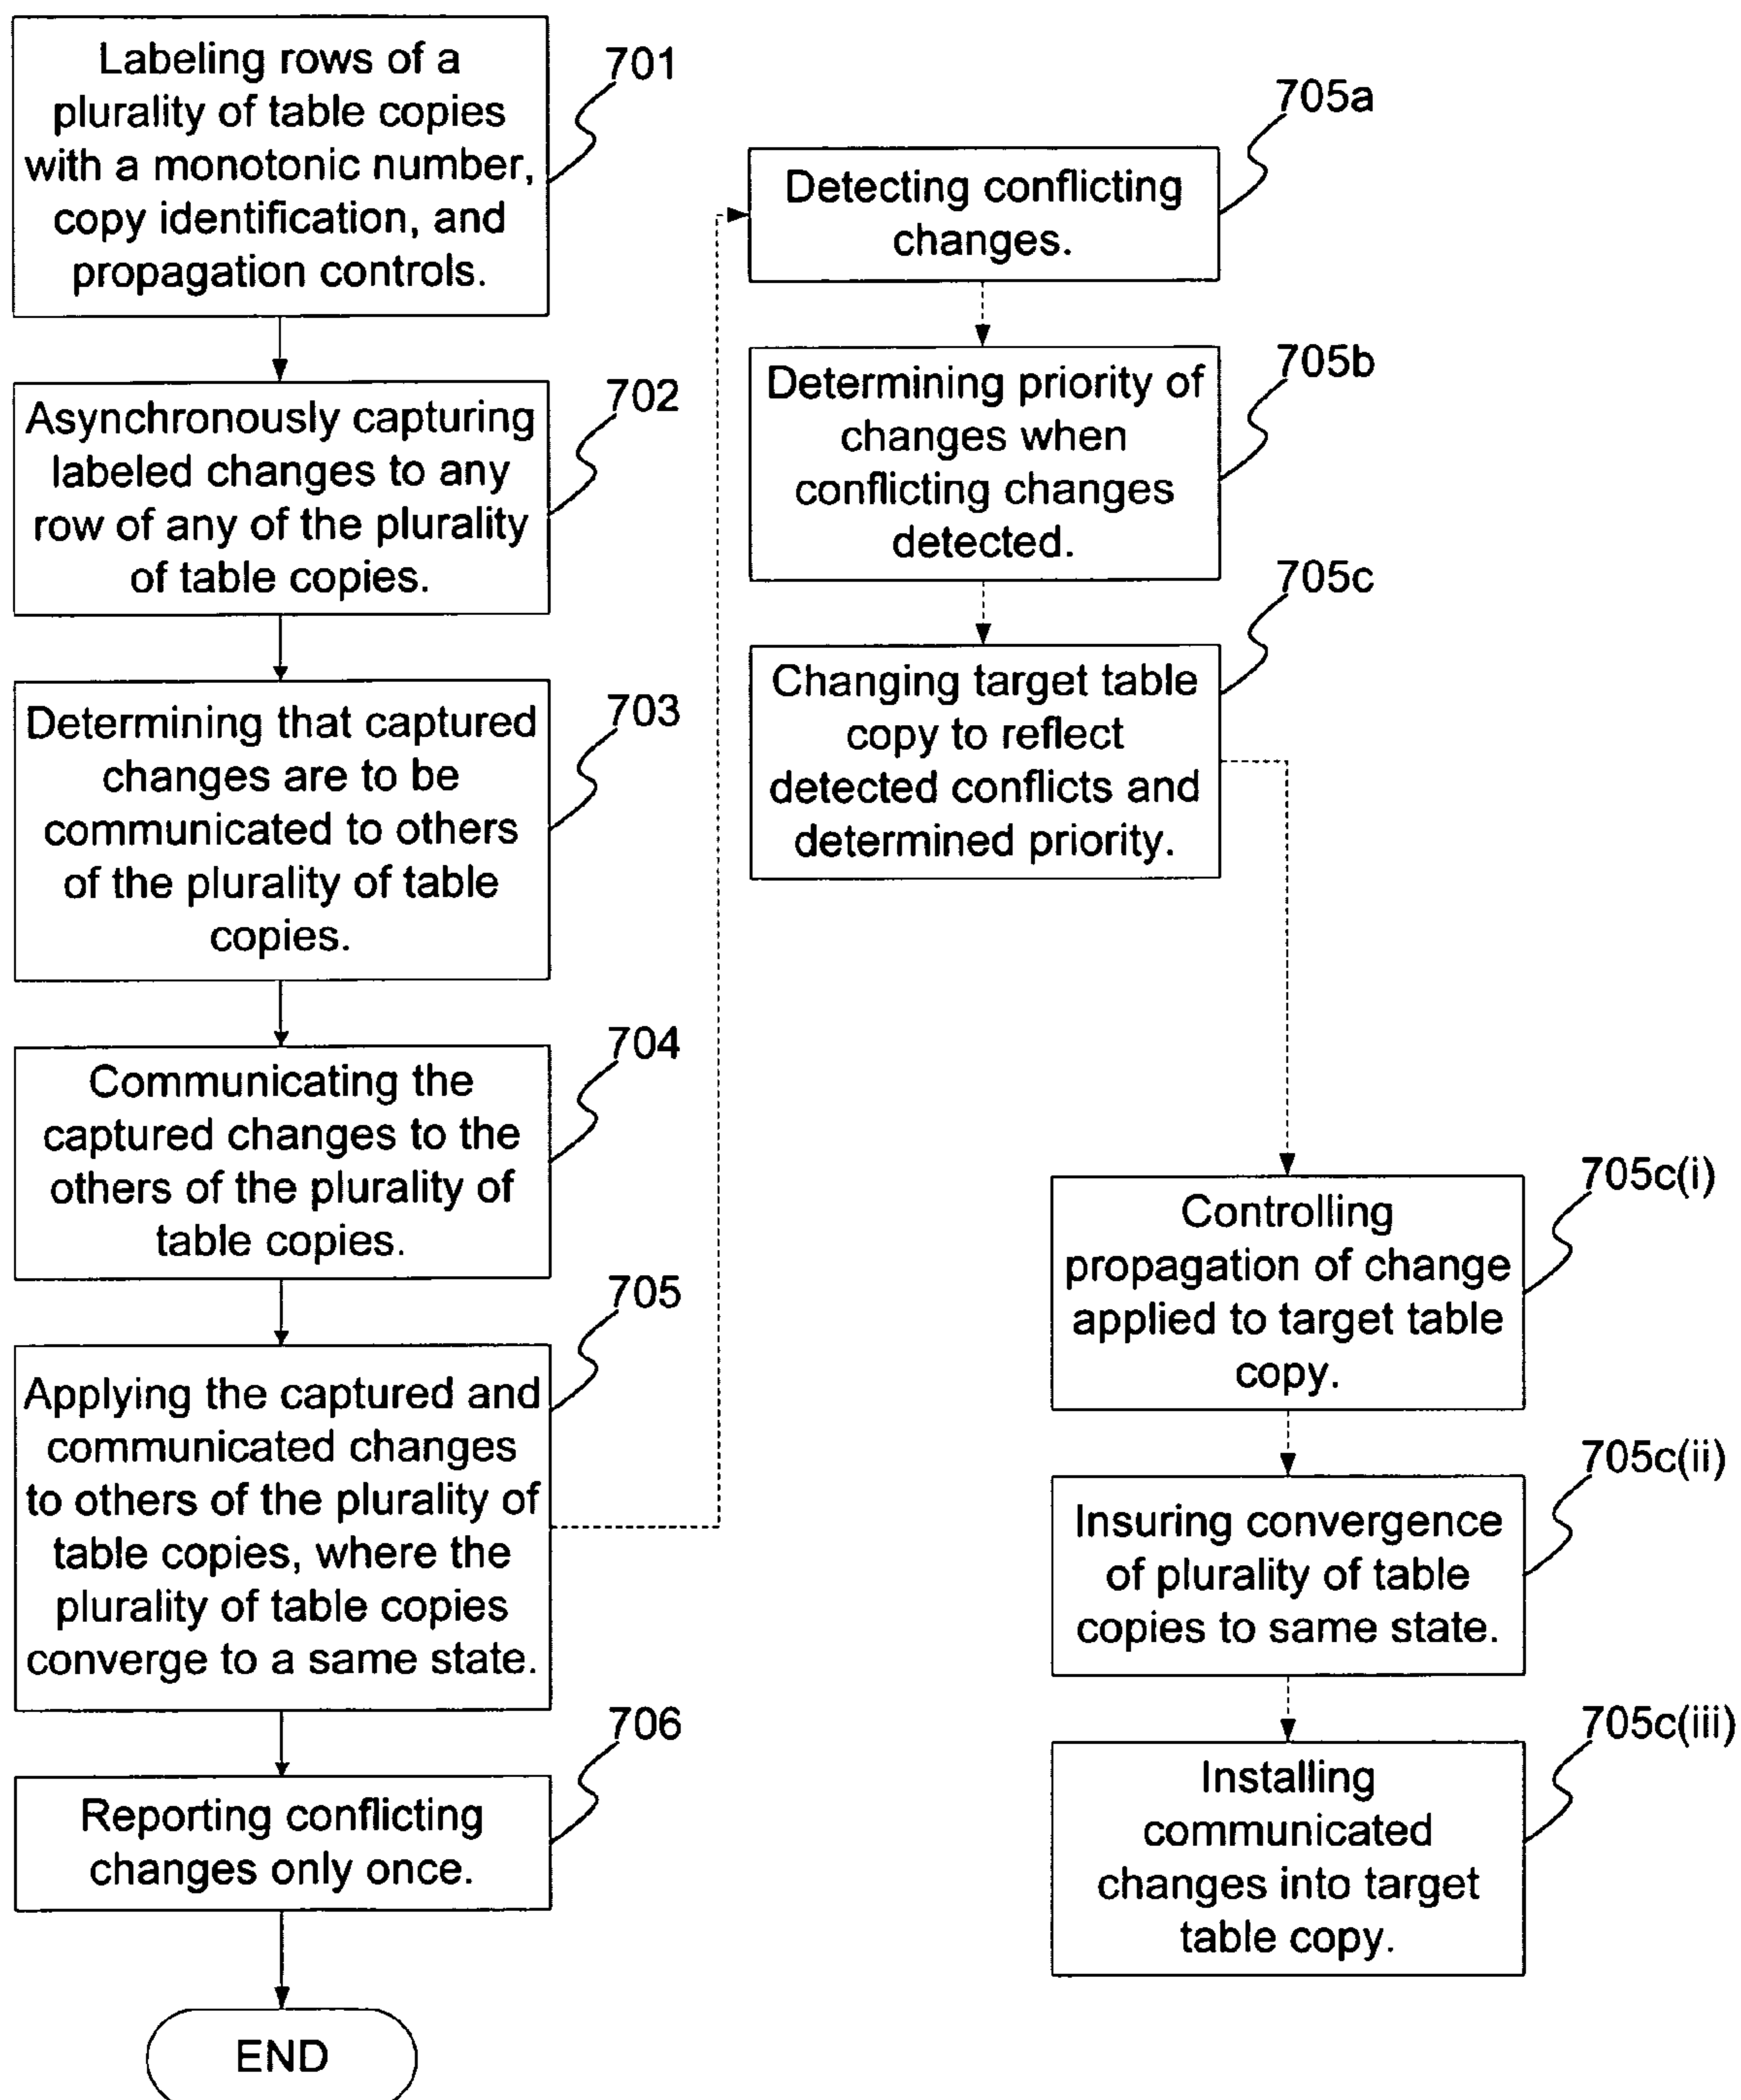 Labeling rows of a
plurality of table copies
with a monotonic number,
copy identification, and
propagation controls.
701
Asynchronously capturing
labeled changes to any
row of any of the plurality
of table copies.
702
Determining that captured
changes are to be
communicated to others
of the plurality of table
copies.
703
Communicating the
captured changes to the
others of the plurality of
table copies.
704
Applying the captured and
communicated changes
to others of the plurality of
table copies, where the
plurality of table copies
converge to a same state.
705
Reporting conflicting
changes only once.
706
END
Detecting conflicting
changes.
705a
Determining priority of
changes when
conflicting changes
detected.
705b
Changing target table
copy to reflect
detected conflicts and
determined priority.
705c
Controlling
propagation of change
applied to target table
copy.
705c(i)
Insuring convergence
of plurality of table
copies to same state.
705c(ii)
Installing
communicated
changes into target
table copy.
705c(iii)